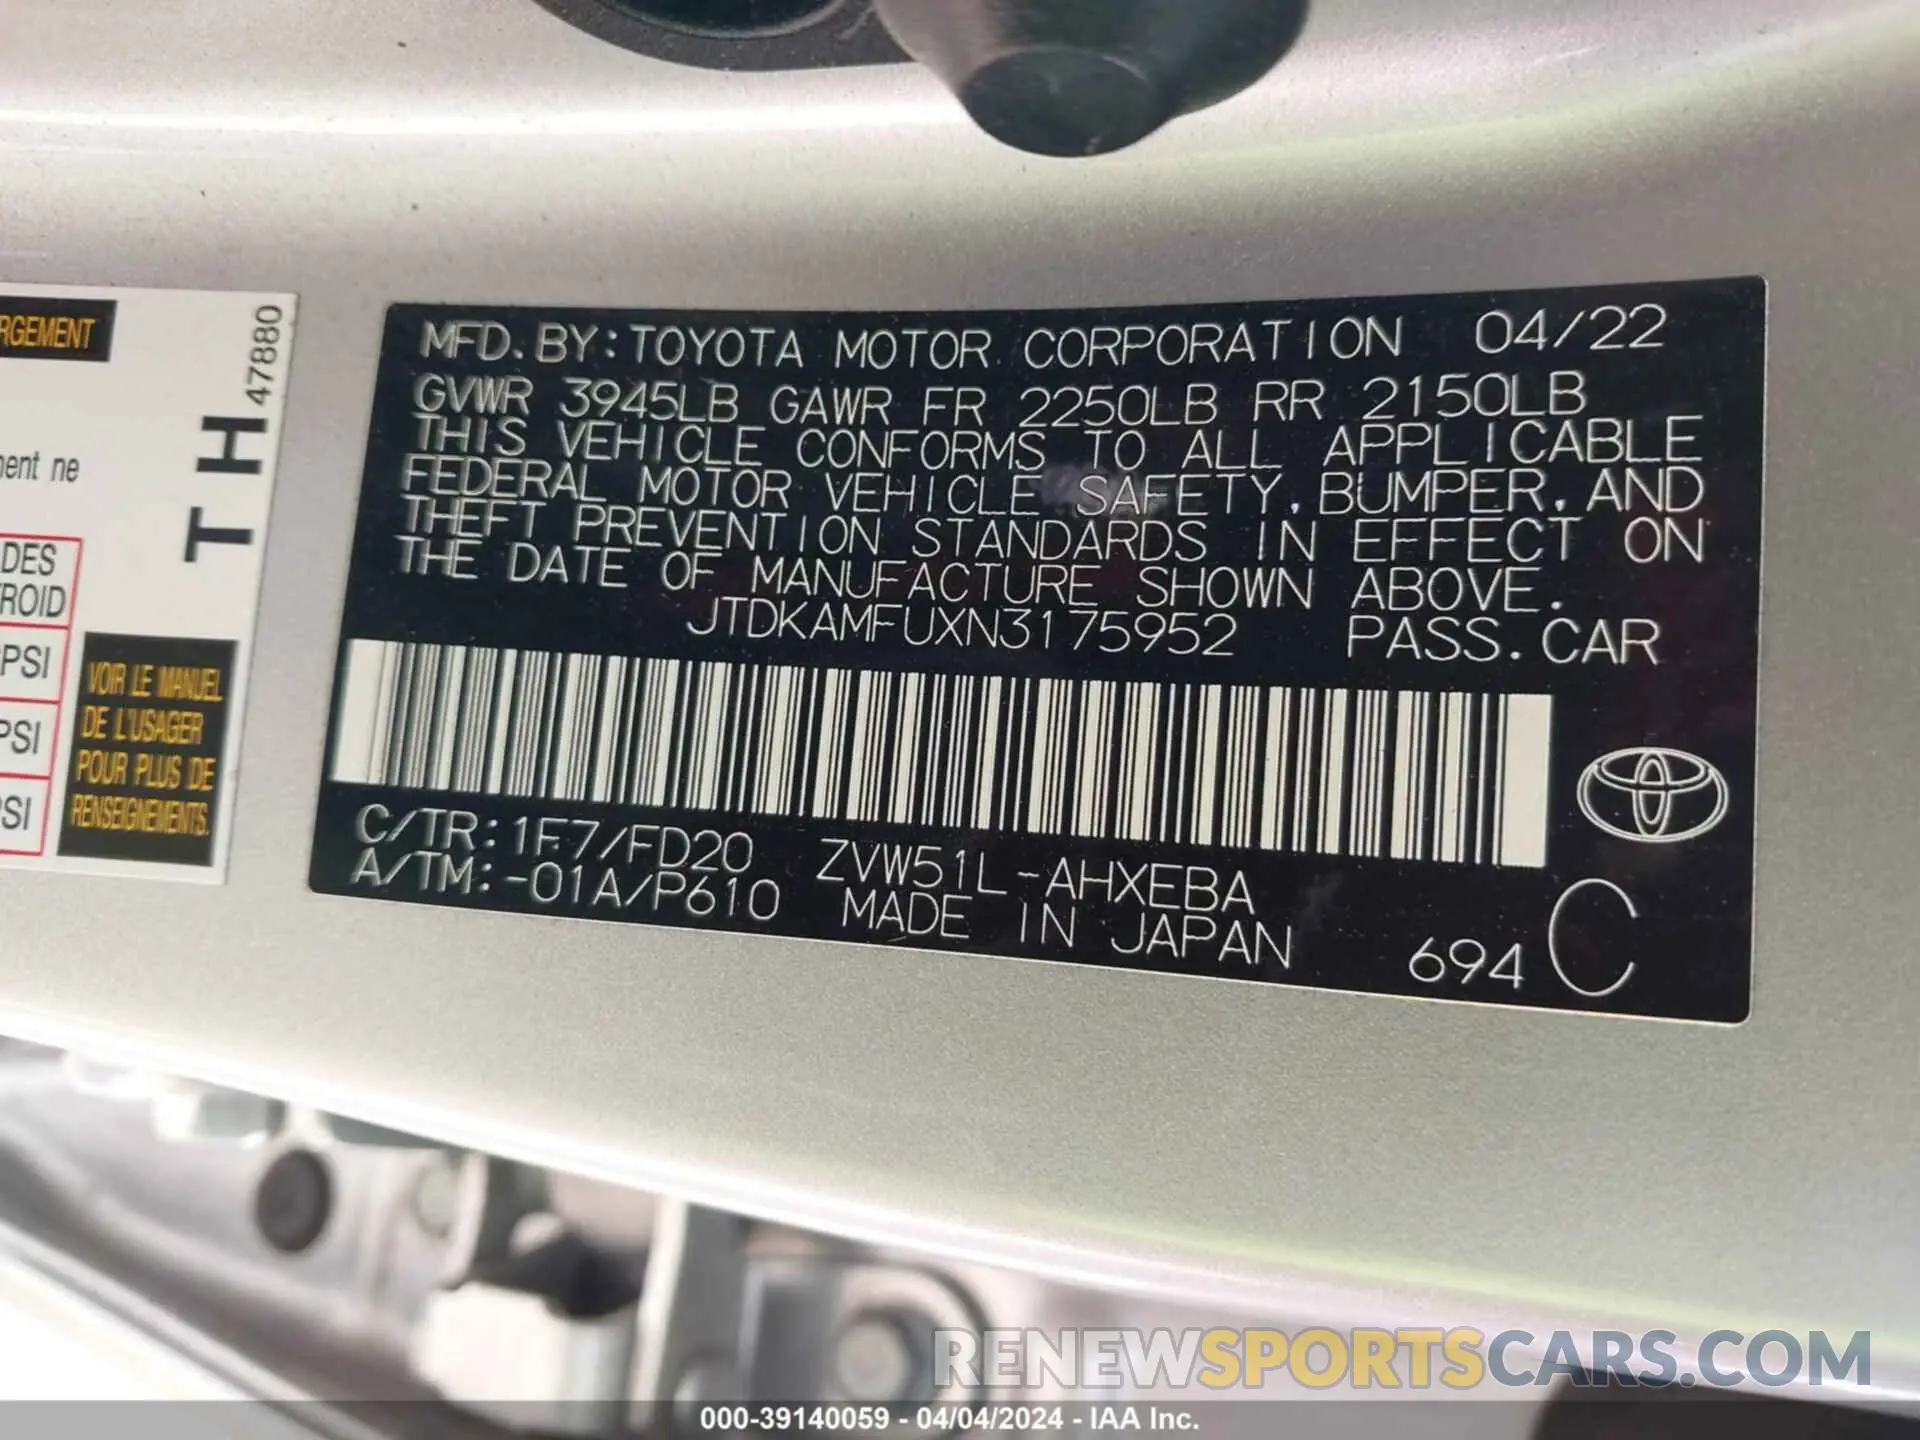 RGEMENT
47880
TH
ment ne
DES
ROID
PSI
PSI
SI
VOIR LE MANUEL
DE L'USAGER
POUR PLUS DE
RENSEIGNEMENTS.
MFD. BY: TOYOTA MOTOR CORPORATION 04/22
GVWR 3945LB GAWR FR 2250LB RR 2150LB
THIS VEHICLE CONFORMS TO ALL APPLICABLE
FEDERAL MOTOR VEHICLE SAFETY, BUMPER, AND
THEFT PREVENTION STANDARDS IN EFFECT ON
THE DATE OF MANUFACTURE SHOWN ABOVE.
JTDKAMFUXN3175952 PASS. CAR
C/TR: 1F7/FD20 ZVW51L-AHXEBA
A/TM: -01A/P610 MADE IN JAPAN 694 C
RENEWSPORTSCARS.COM
000-39140059 - 04/04/2024 - IAA Inc.